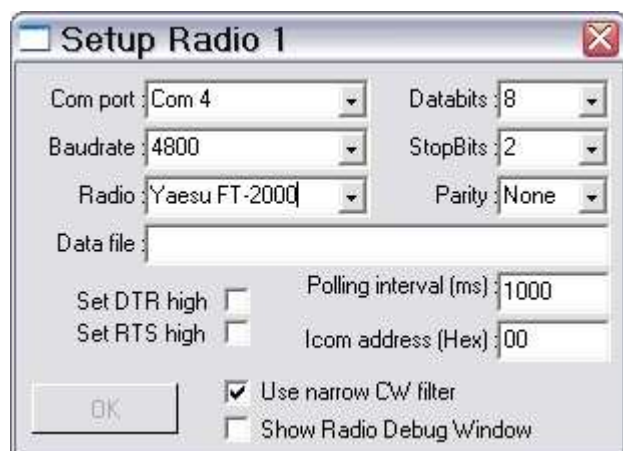 Setup Radio 1
Com port : Com 4 Databits : 8
Baudrate : 4800 StopBits : 2
Radio : Yaesu FT-2000 Parity : None
Data file :
Set DTR high Polling interval (ms) : 1000
Set RTS high Icom address (Hex) : 00
OK Use narrow CW filter
Show Radio Debug Window